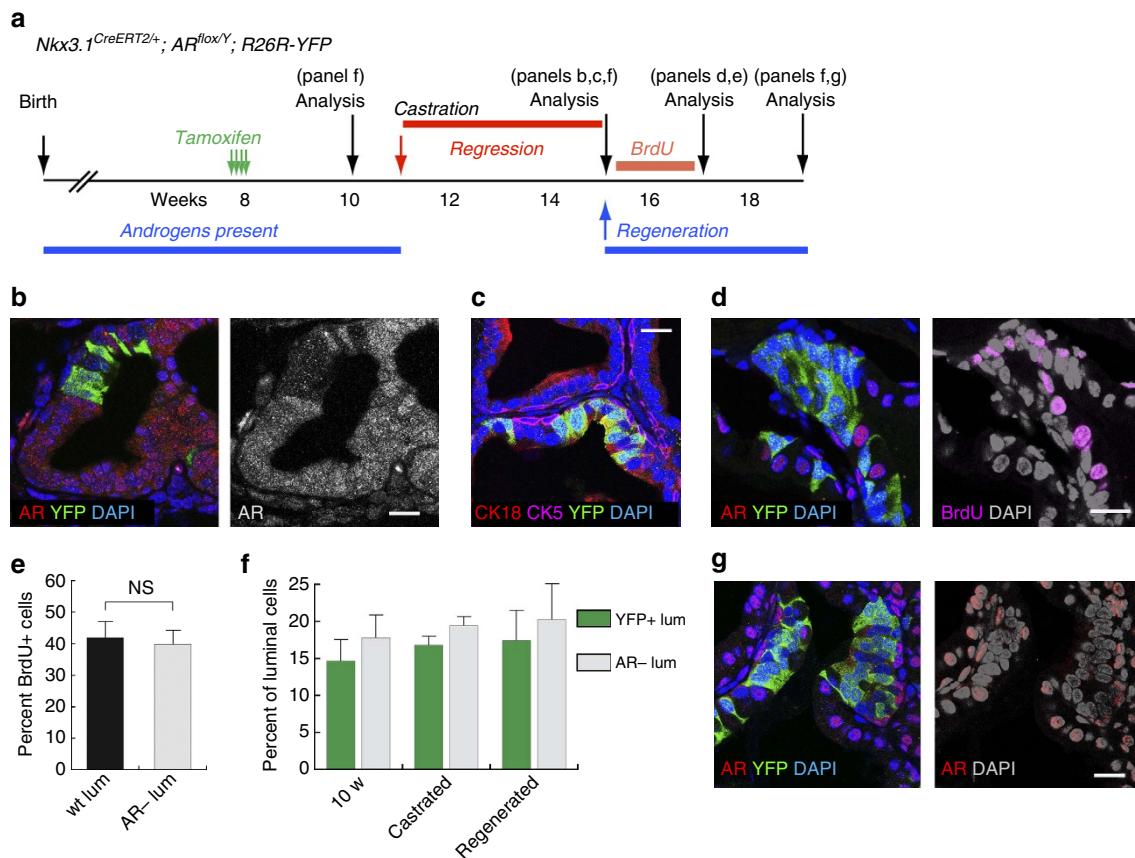 a
Nkx3.1CreERT2/+; ARflox/Y; R26R-YFP
(panel f)
Analysis
(panels b,c,f)
Analysis
(panels d,e)
Analysis
(panels f,g)
Analysis
Birth
Castration
Tamoxifen
Regression
BrdU
Weeks 8 10 12 14 16 18
Androgens present
Regeneration
b
AR YFP DAPI
AR
c
CK18 CK5 YFP DAPI
d
AR YFP DAPI
BrdU DAPI
e
Percent BrdU+ cells
60
50
40
30
20
10
0
NS
wt lum
AR– lum
f
Percent of luminal cells
25
20
15
10
5
0
10 w
Castrated
Regenerated
YFP+ lum
AR– lum
g
AR YFP DAPI
AR DAPI